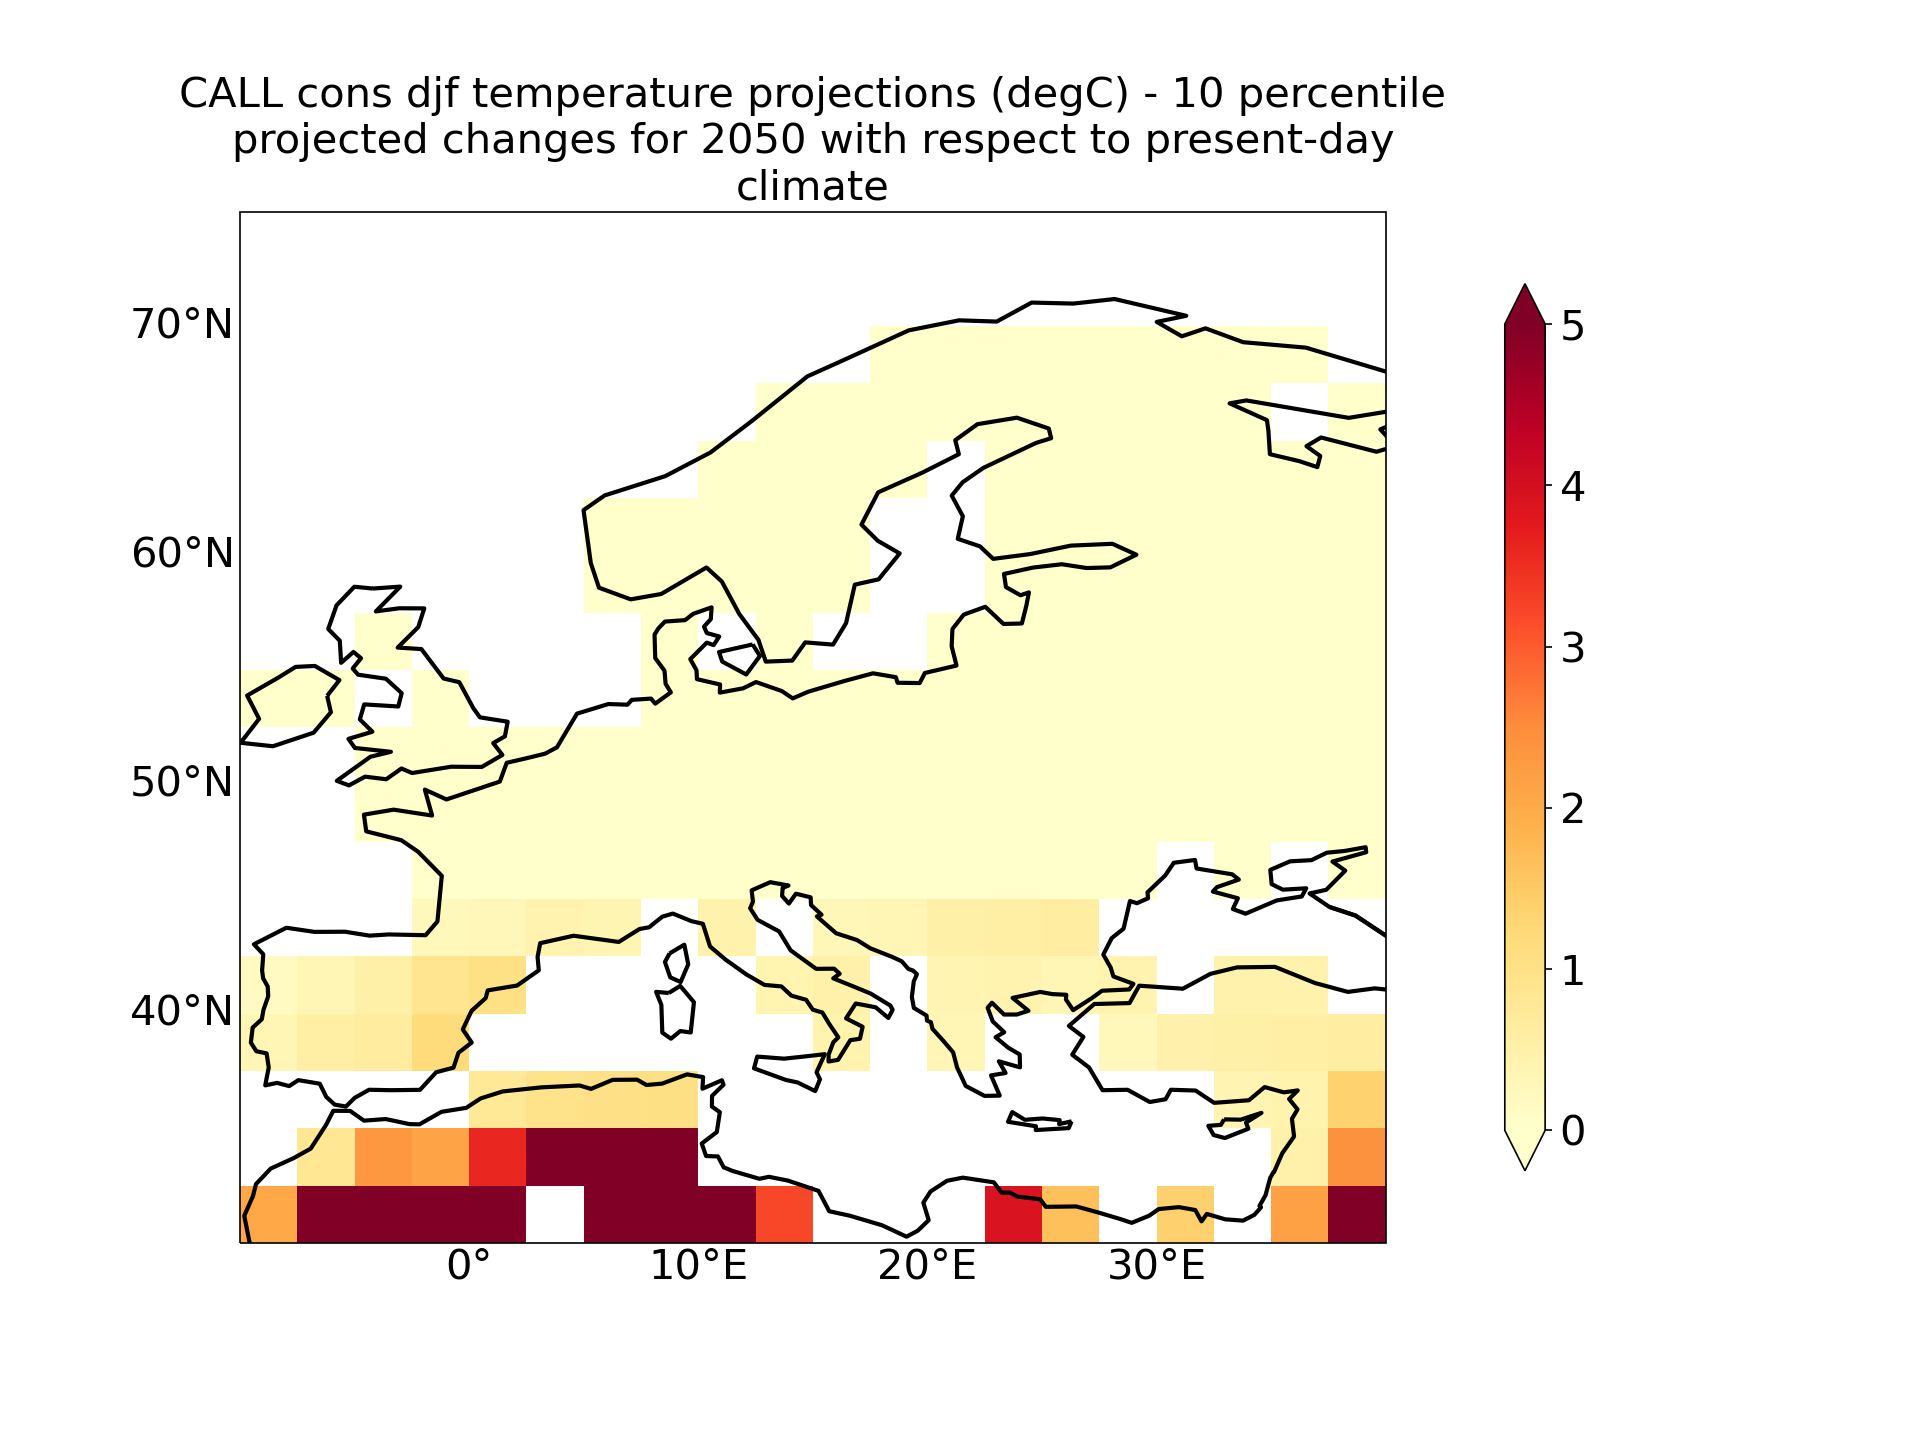 CALL cons djf temperature projections (degC) - 10 percentile
projected changes for 2050 with respect to present-day
climate
70°N
60°N
50°N
40°N
0°
10°E
20°E
30°E
5
4
3
2
1
0